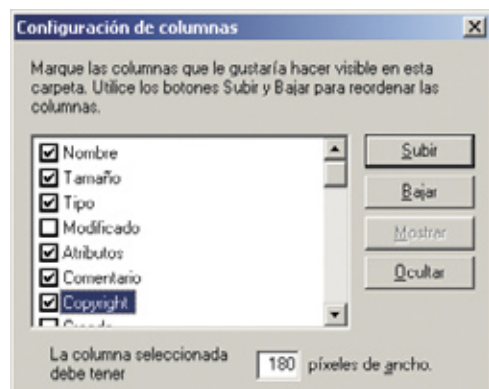 Configuración de columnas
Marque las columnas que le gustaría hacer visible en esta
carpeta. Utilice los botones Subir y Bajar para reordenar las
columnas.
Nombre
Tamaño
Tipo
Modificado
Atributos
Comentario
Copyright
Subir
Bajar
Mostrar
Ocultar
La columna seleccionada
debe tener
180 píxeles de ancho.